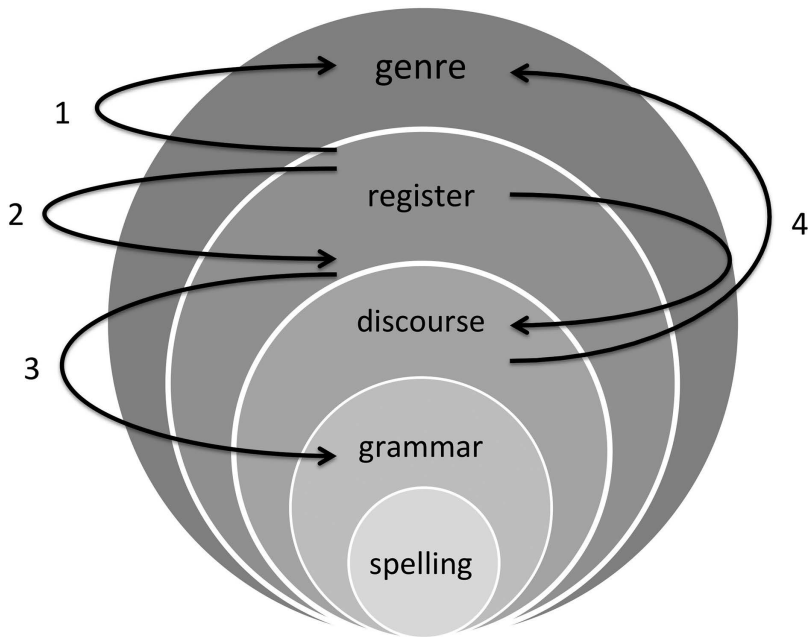 genre
1
register
2
4
discourse
3
grammar
spelling